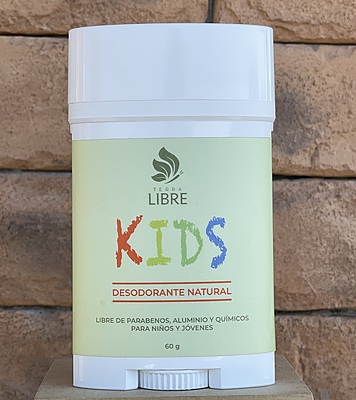 TERRA
LIBRE
KIDS
DESODORANTE NATURAL
LIBRE DE PARABENOS, ALUMINIO Y QUÍMICOS
PARA NIÑOS Y JÓVENES
60 g